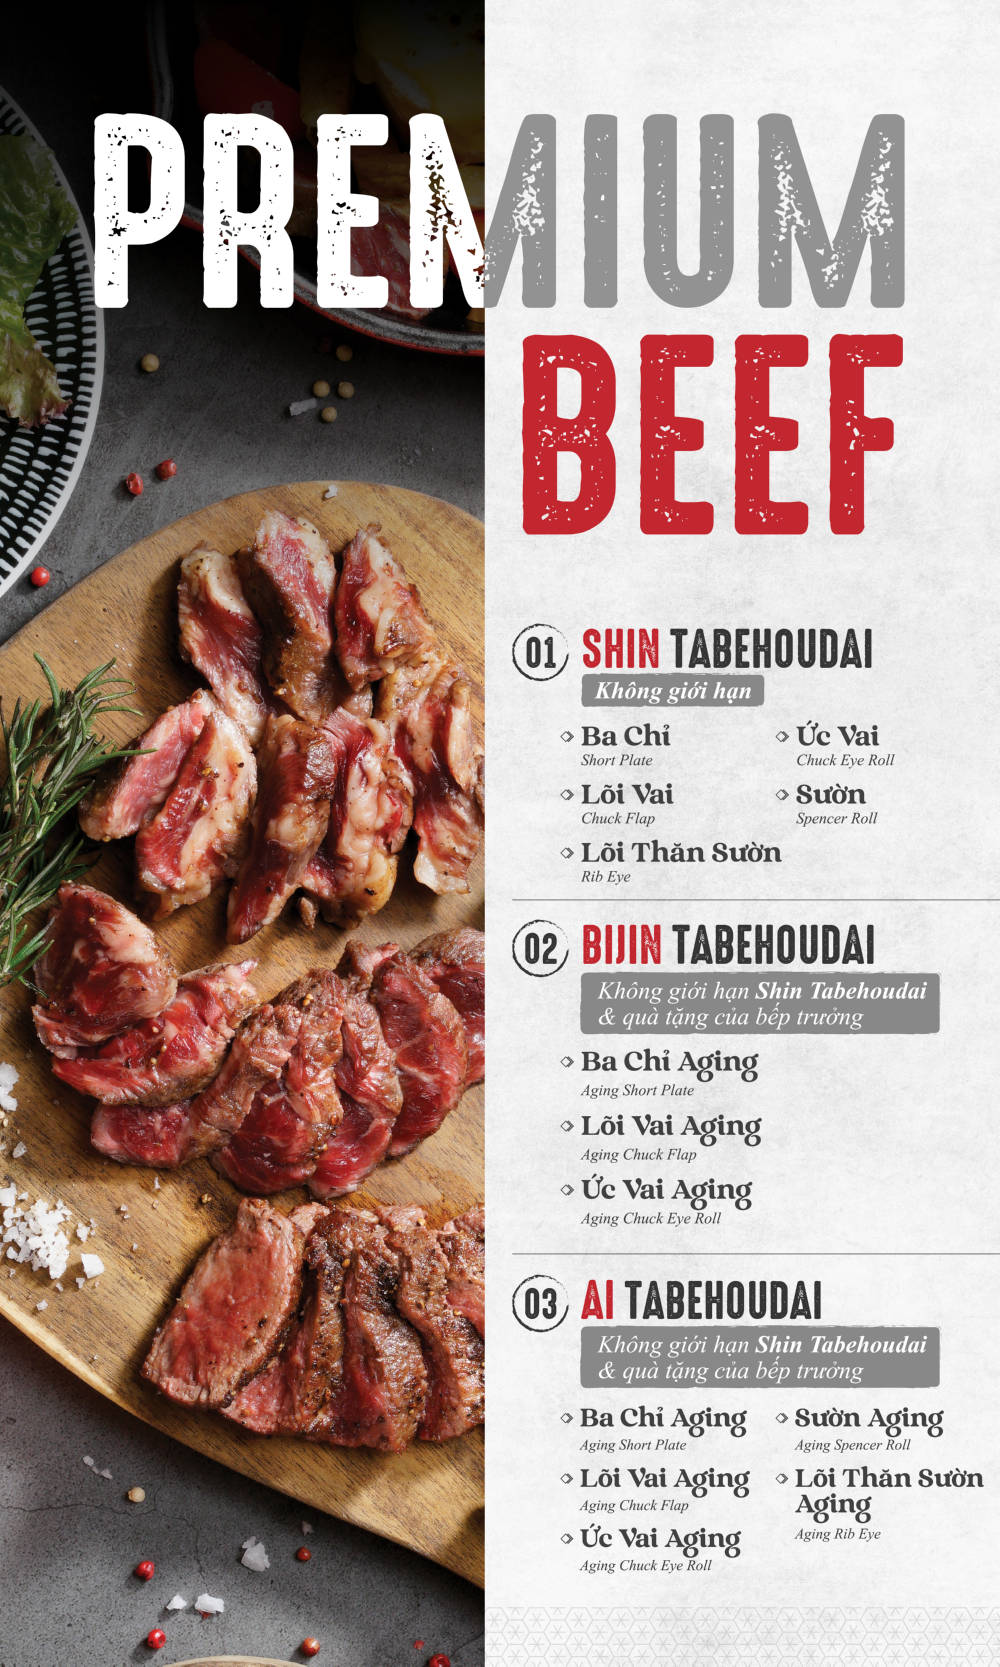 PREMIUM
BEEF
01 SHIN TABEHOUDAI
Không giới hạn
Ba Chỉ
Short Plate
Ức Vai
Chuck Eye Roll
Lõi Vai
Chuck Flap
Sườn
Spencer Roll
Lõi Thăn Sườn
Rib Eye
02 BIJIN TABEHOUDAI
Không giới hạn Shin Tabehoudai
& quà tặng của bếp trưởng
Ba Chỉ Aging
Aging Short Plate
Lõi Vai Aging
Aging Chuck Flap
Ức Vai Aging
Aging Chuck Eye Roll
03 AI TABEHOUDAI
Không giới hạn Shin Tabehoudai
& quà tặng của bếp trưởng
Ba Chỉ Aging
Aging Short Plate
Sườn Aging
Aging Spencer Roll
Lõi Vai Aging
Aging Chuck Flap
Lõi Thăn Sườn
Aging
Aging Rib Eye
Ức Vai Aging
Aging Chuck Eye Roll